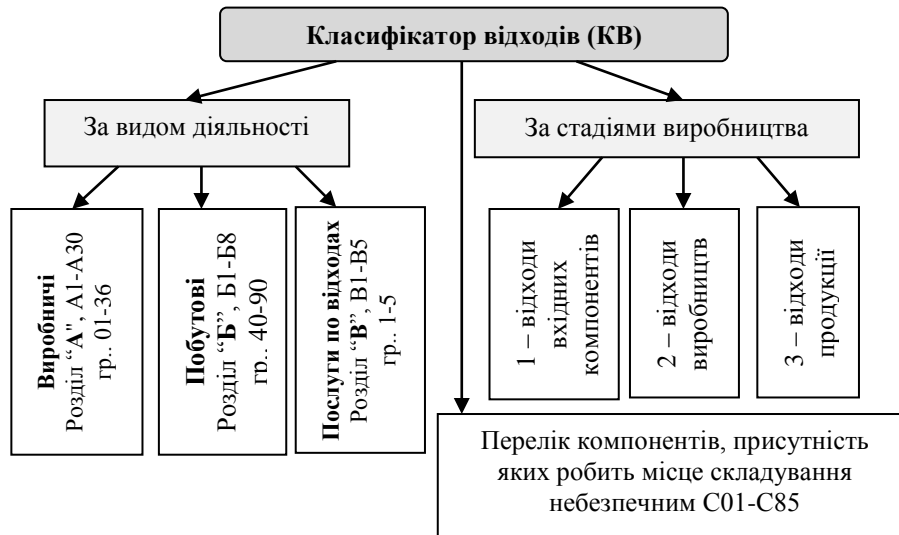 Класифікатор відходів (КВ)
За видом діяльності
За стадіями виробництва
Виробничі
Розділ “А", А1-А30
гр.. 01-36
Побутові
Розділ “Б”, Б1-Б8
гр.. 40-90
Послуги по відходах
Розділ “В”, В1-В5
гр.. 1-5
1 – відходи
вхідних
компонентів
2 – відходи
виробництв
3 – відходи
продукції
Перелік компонентів, присутність
яких робить місце складування
небезпечним С01-С85